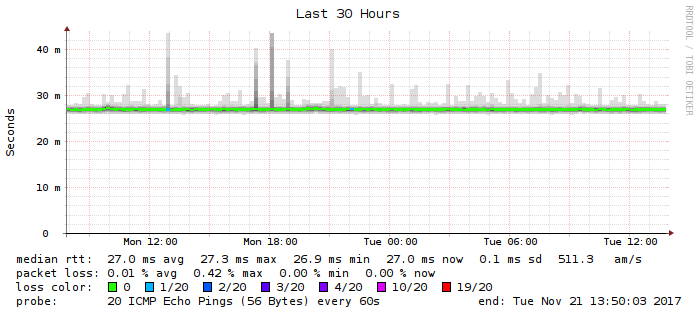 Last 30 Hours
RRDTOOL / TOBI OETIKER
Seconds
40 m
30 m
20 m
10 m
0
Mon 12:00 Mon 18:00 Tue 00:00 Tue 06:00 Tue 12:00
median rtt: 27.0 ms avg 27.3 ms max 26.9 ms min 27.0 ms now 0.1 ms sd 511.3 am/s
packet loss: 0.01 % avg 0.42 % max 0.00 % min 0.00 % now
loss color: 0 1/20 2/20 3/20 4/20 10/20 19/20
probe: 20 ICMP Echo Pings (56 Bytes) every 60s end: Tue Nov 21 13:50:03 2017